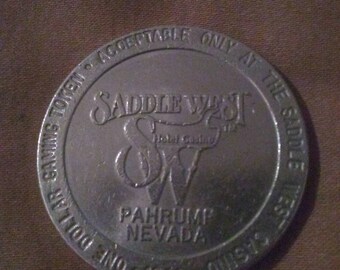 ONE DOLLAR GAMING TOKEN • ACCEPTABLE ONLY AT THE SADDLE WEST CASINO
SADDLE WEST
Hotel Casino
SW
PAHRUMP
NEVADA